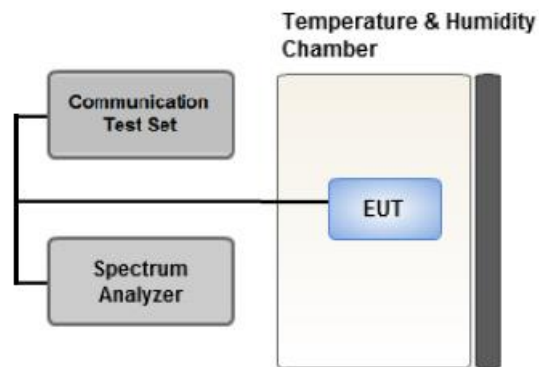 Temperature & Humidity
Chamber
Communication
Test Set
EUT
Spectrum
Analyzer